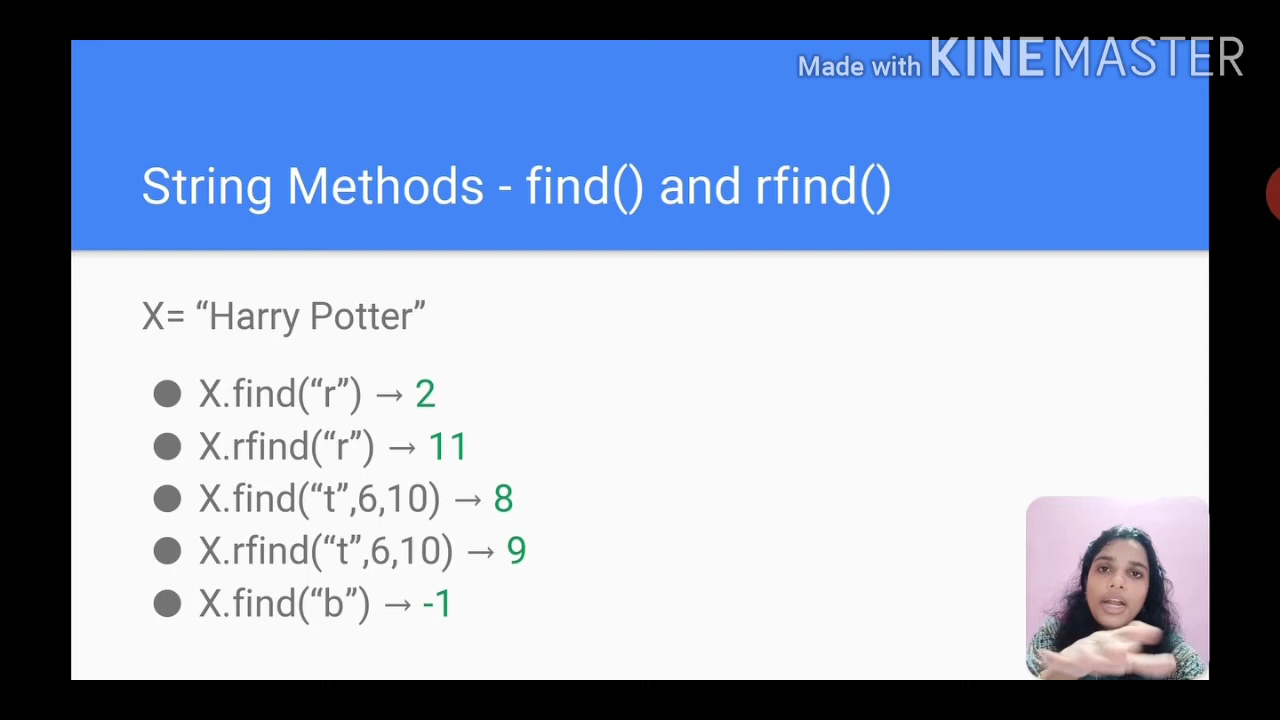 Made with KINEMASTER
String Methods - find() and rfind()
X= “Harry Potter”
● X.find(“r”) → 2
● X.rfind(“r”) → 11
● X.find(“t”,6,10) → 8
● X.rfind(“t”,6,10) → 9
● X.find(“b”) → -1